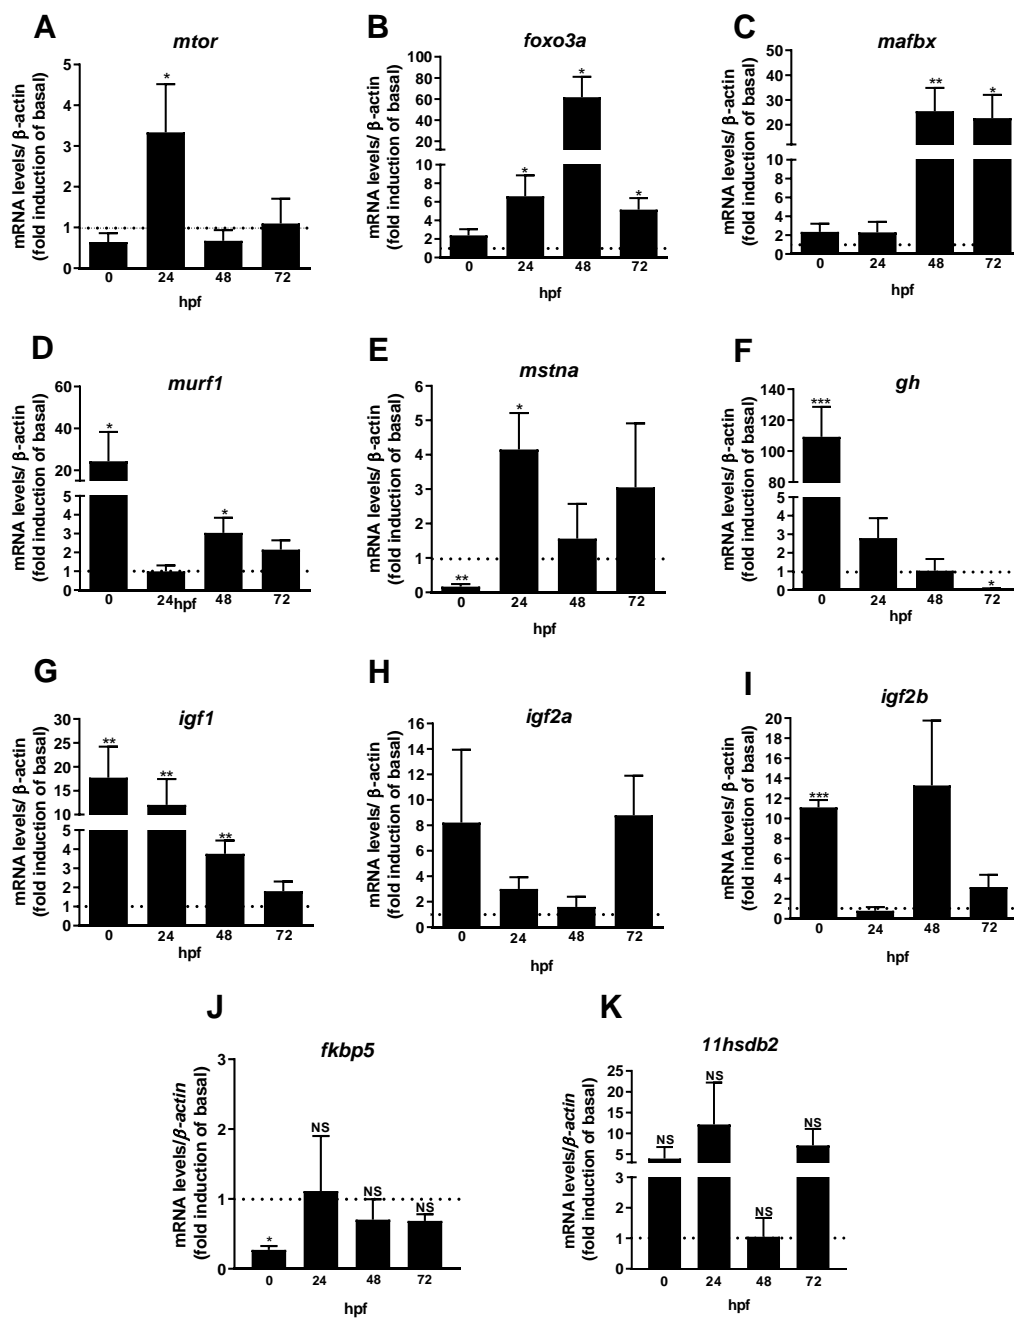 A
mtor
mRNA levels/ β-actin
(fold induction of basal)
5
4
3
2
1
0
*
0 24 48 72
hpf
B
foxo3a
mRNA levels/ β-actin
(fold induction of basal)
100
80
60
40
20
10
8
6
4
2
0
* * *
0 24 48 72
hpf
C
mafbx
mRNA levels/ β-actin
(fold induction of basal)
50
40
30
20
10
8
6
4
2
0
** *
0 24 48 72
hpf
D
murf1
mRNA levels/ β-actin
(fold induction of basal)
60
40
20
5
4
3
2
1
0
* *
0 24 48 72
hpf
E
mstna
mRNA levels/ β-actin
(fold induction of basal)
6
5
4
3
2
1
0
** *
0 24 48 72
hpf
F
gh
mRNA levels/ β-actin
(fold induction of basal)
140
120
100
80
5
4
3
2
1
0
*** *
0 24 48 72
hpf
G
igf1
mRNA levels/ β-actin
(fold induction of basal)
30
25
20
15
10
5
4
3
2
1
0
** ** **
0 24 48 72
hpf
H
igf2a
mRNA levels/ β-actin
(fold induction of basal)
16
14
12
10
8
6
4
2
0
0 24 48 72
hpf
I
igf2b
mRNA levels/ β-actin
(fold induction of basal)
20
18
16
14
12
10
8
6
4
2
0
***
0 24 48 72
hpf
J
fkbp5
mRNA levels/β-actin
(fold induction of basal)
3
2
1
0
* NS NS NS
0 24 48 72
hpf
K
11hsdb2
mRNA levels/β-actin
(fold induction of basal)
25
20
15
10
5
3
2
1
0
NS NS NS NS
0 24 48 72
hpf